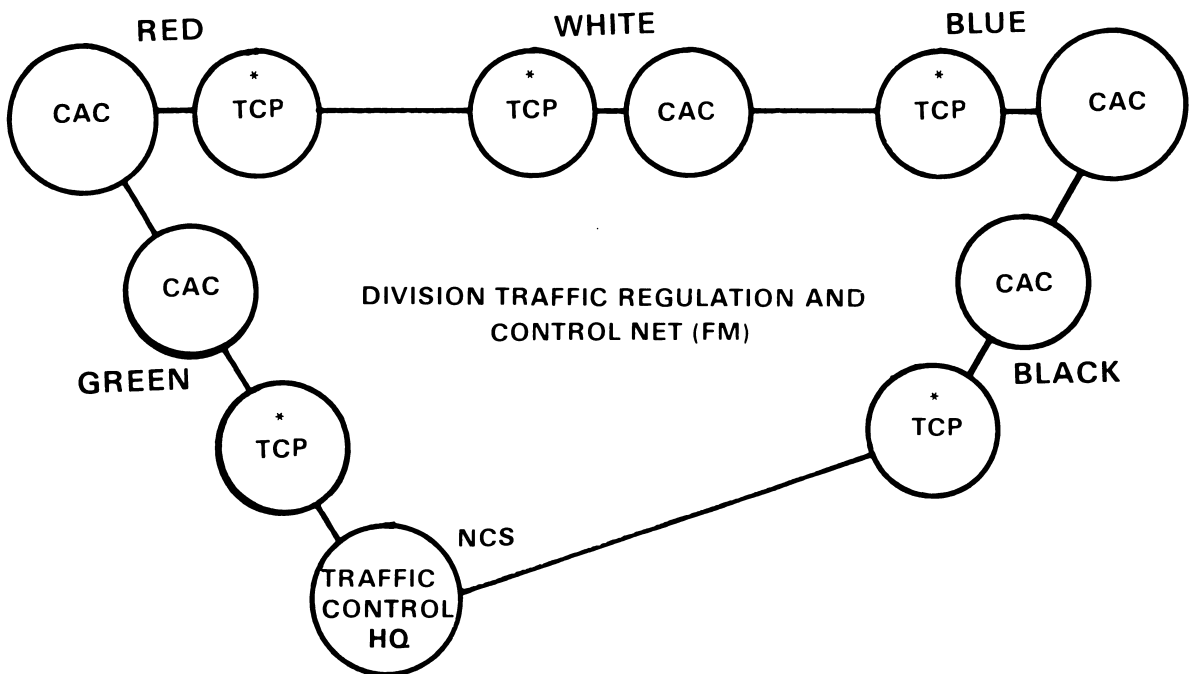 RED
WHITE
BLUE
CAC
*
TCP
*
TCP
CAC
*
TCP
CAC
CAC
GREEN
DIVISION TRAFFIC REGULATION AND
CONTROL NET (FM)
CAC
BLACK
*
TCP
*
TCP
NCS
TRAFFIC
CONTROL
HQ